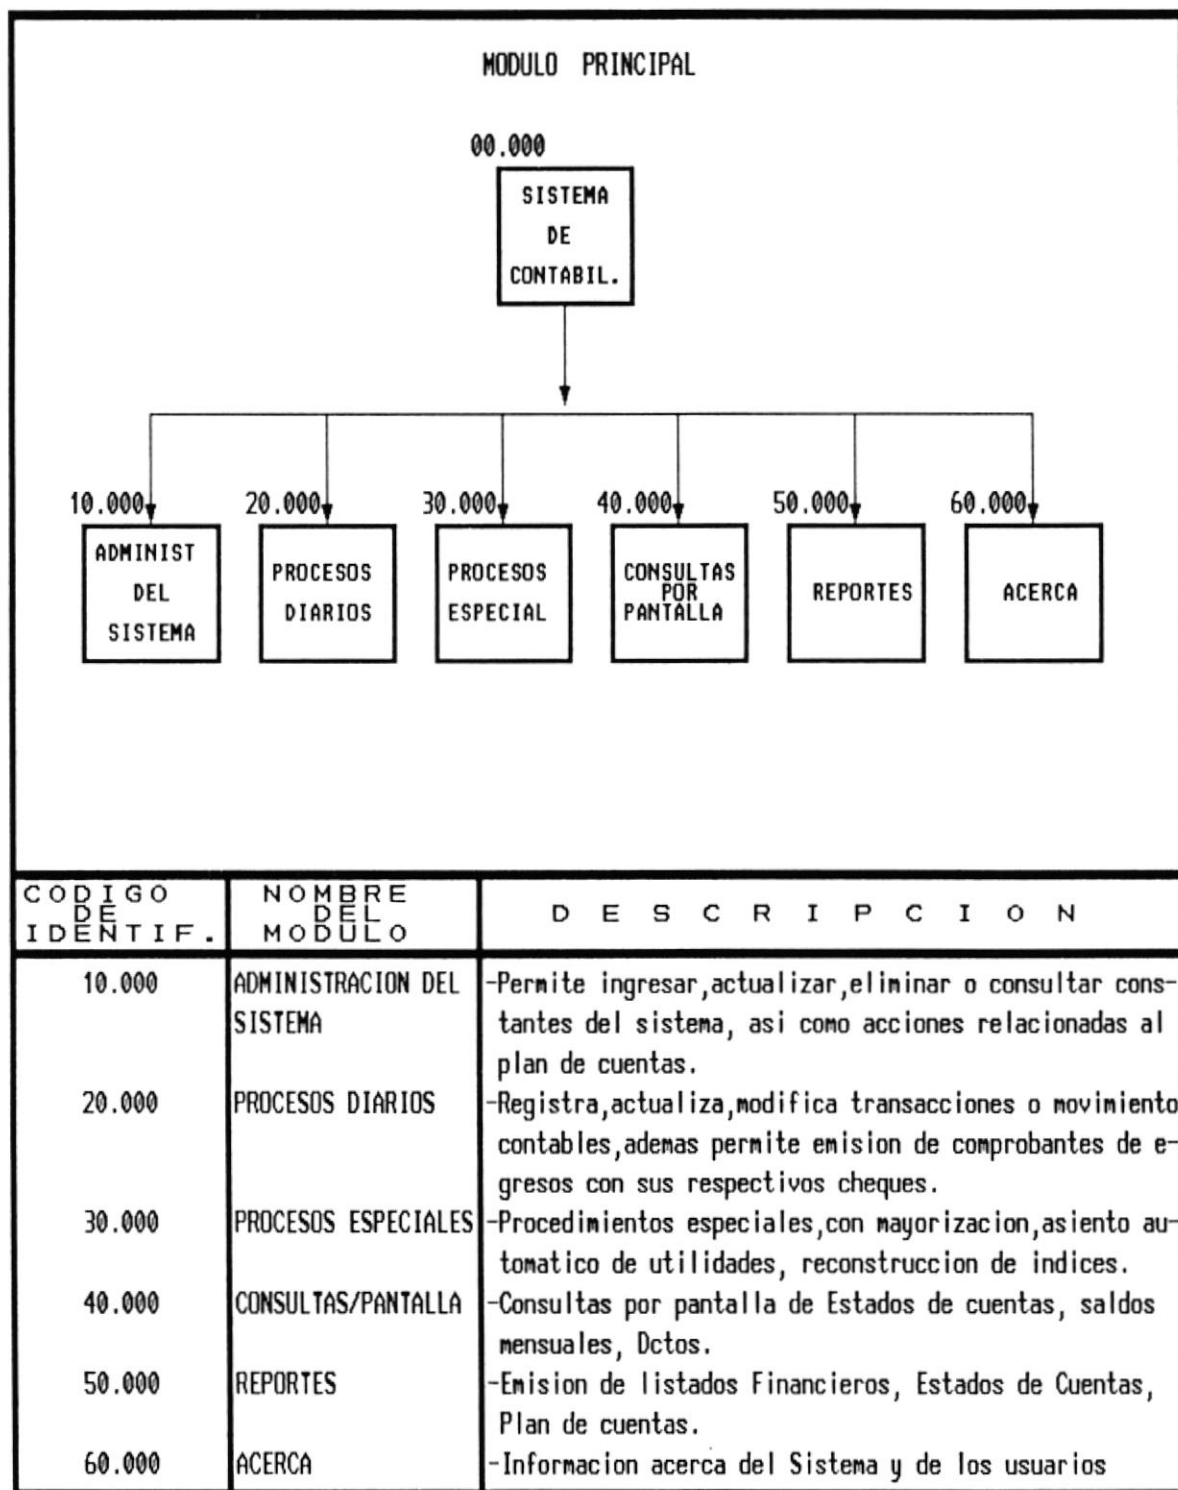 MODULO PRINCIPAL
00.000
SISTEMA
DE
CONTABIL.
10.000
20.000
30.000
40.000
50.000
60.000
ADMINIST
DEL
SISTEMA
PROCESOS
DIARIOS
PROCESOS
ESPECIAL
CONSULTAS
POR
PANTALLA
REPORTES
ACERCA
CODIGO
DE
IDENTIF.
NOMBRE
DEL
MODULO
DESCRIPCION
10.000
ADMINISTRACION DEL
SISTEMA
-Permite ingresar,actualizar,eliminar o consultar cons-
tantes del sistema, asi como acciones relacionadas al
plan de cuentas.
20.000
PROCESOS DIARIOS
-Registra,actualiza,modifica transacciones o movimiento
contables,ademas permite emision de comprobantes de e-
gresos con sus respectivos cheques.
30.000
PROCESOS ESPECIALES
-Procedimientos especiales,con mayorizacion,asiento au-
tomatico de utilidades, reconstruccion de indices.
40.000
CONSULTAS/PANTALLA
-Consultas por pantalla de Estados de cuentas, saldos
mensuales, Dctos.
50.000
REPORTES
-Emision de listados Financieros, Estados de Cuentas,
Plan de cuentas.
60.000
ACERCA
-Informacion acerca del Sistema y de los usuarios